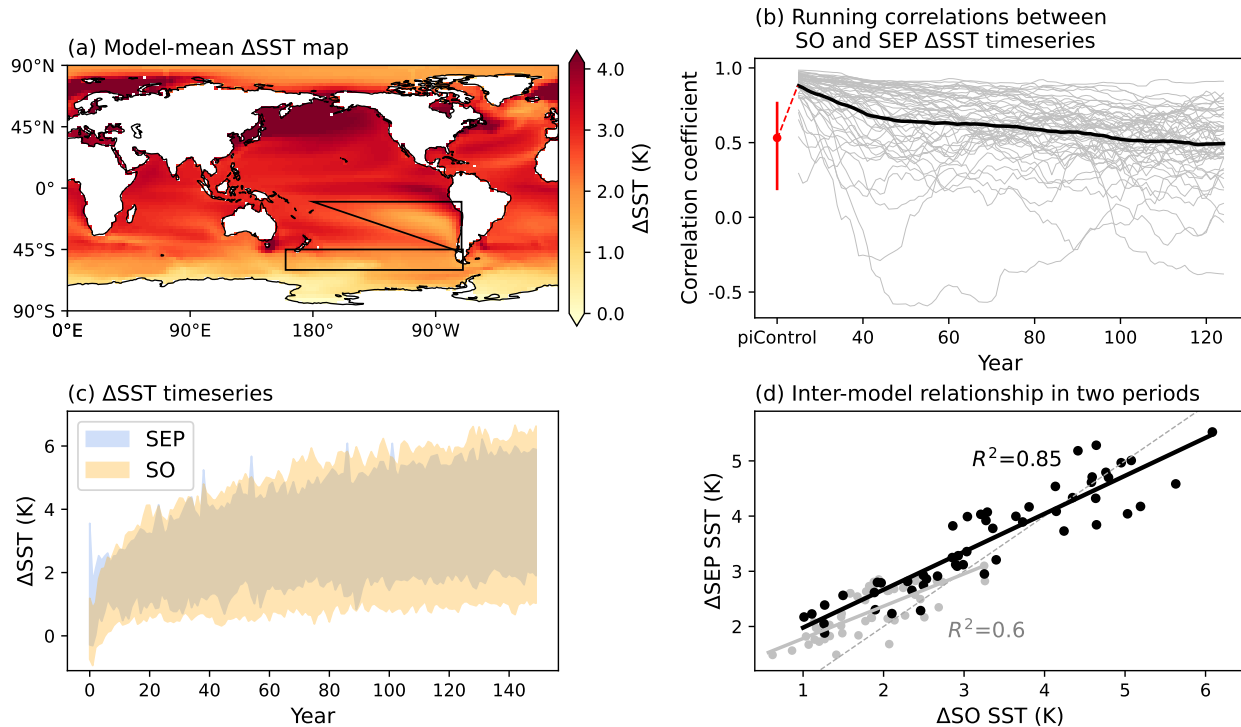 (a) Model-mean ΔSST map
90°N
45°N
0°
45°S
90°S
0°E
0°E
90°E
180°
90°W
4.0
3.0
2.0
1.0
0.0
ΔSST (K)
(b) Running correlations between
SO and SEP ΔSST timeseries
1.0
0.5
0.0
-0.5
Correlation coefficient
piControl
40
60
80
100
120
Year
(c) ΔSST timeseries
SEP
SO
6
4
2
0
ΔSST (K)
0
20
40
60
80
100
120
140
Year
(d) Inter-model relationship in two periods
R²=0.85
R²=0.6
5
4
3
2
ΔSEP SST (K)
1
2
3
4
5
6
ΔSO SST (K)